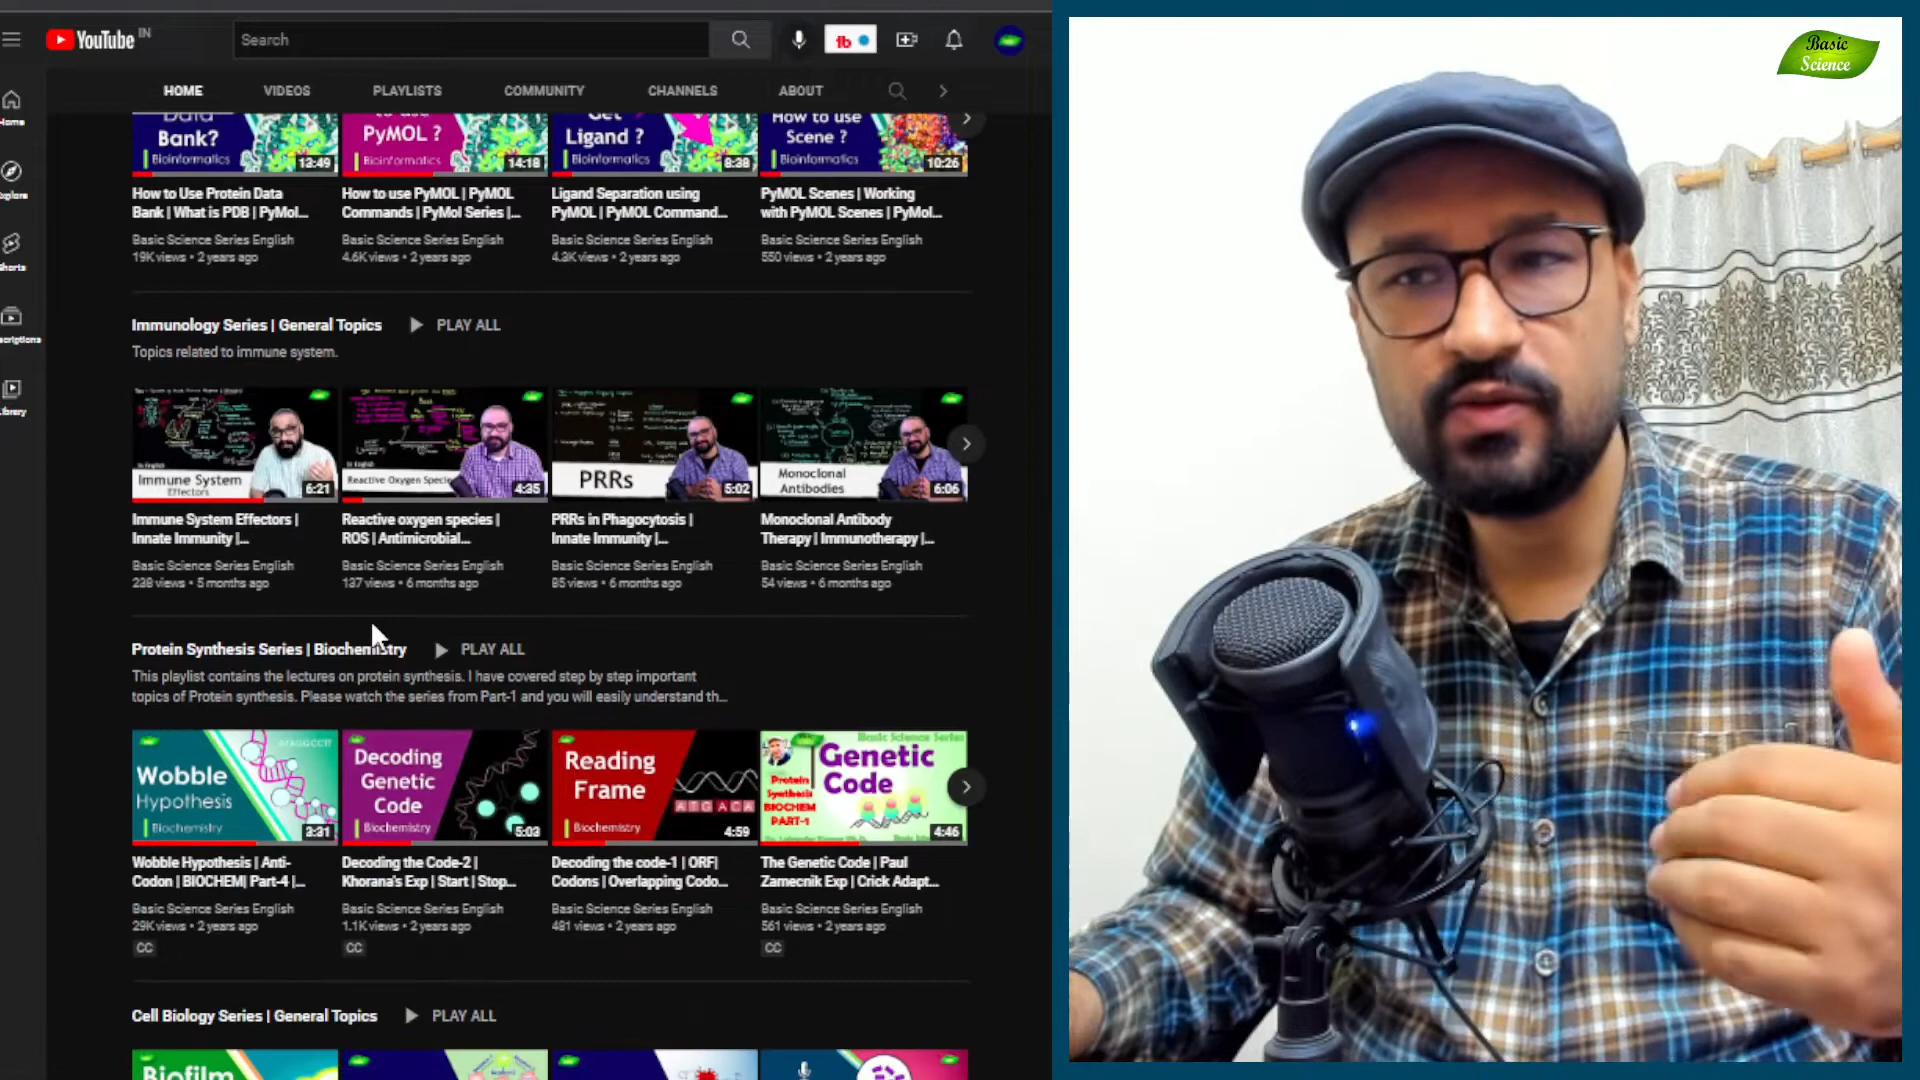 YouTube IN
Search
HOME VIDEOS PLAYLISTS COMMUNITY CHANNELS ABOUT
Home
Shorts
Data
Bank?
Bioinformatics
13:49
PyMOL ?
Bioinformatics
14:18
Get
Ligand ?
Bioinformatics
8:38
How to use
Scene ?
Bioinformatics
10:26
How to Use Protein Data
Bank | What is PDB | PyMol...
Basic Science Series English
19K views • 2 years ago
How to use PyMOL | PyMOL
Commands | PyMol Series |...
Basic Science Series English
4.6K views • 2 years ago
Ligand Separation using
PyMOL | PyMOL Command...
Basic Science Series English
4.3K views • 2 years ago
PyMOL Scenes | Working
with PyMOL Scenes | PyMol...
Basic Science Series English
550 views • 2 years ago
Immunology Series | General Topics PLAY ALL
Topics related to immune system.
Immune System
Effectors
6:21
In English
Reactive Oxygen Species
4:35
PRRs
5:02
Monoclonal
Antibodies
6:06
Immune System Effectors |
Innate Immunity |...
Basic Science Series English
238 views • 5 months ago
Reactive oxygen species |
ROS | Antimicrobial...
Basic Science Series English
137 views • 6 months ago
PRRs in Phagocytosis |
Innate Immunity |...
Basic Science Series English
85 views • 6 months ago
Monoclonal Antibody
Therapy | Immunotherapy |...
Basic Science Series English
54 views • 6 months ago
Protein Synthesis Series | Biochemistry PLAY ALL
This playlist contains the lectures on protein synthesis. I have covered step by step important
topics of Protein synthesis. Please watch the series from Part-1 and you will easily understand th...
Wobble
Hypothesis
Biochemistry
3:31
Decoding
Genetic
Code
Biochemistry
5:03
Reading
Frame
ATGACA
Biochemistry
4:59
Basic Science Series
Genetic
Code
Protein
Synthesis
BIOCHEM
PART-1
4:46
Wobble Hypothesis | Anti-
Codon | BIOCHEM| Part-4 |...
Basic Science Series English
29K views • 2 years ago
CC
Decoding the Code-2 |
Khorana's Exp | Start | Stop...
Basic Science Series English
1.1K views • 2 years ago
CC
Decoding the code-1 | ORF|
Codons | Overlapping Codo...
Basic Science Series English
481 views • 2 years ago
The Genetic Code | Paul
Zamecnik Exp | Crick Adapt...
Basic Science Series English
561 views • 2 years ago
CC
Cell Biology Series | General Topics PLAY ALL
Biofilm
Basic
Science